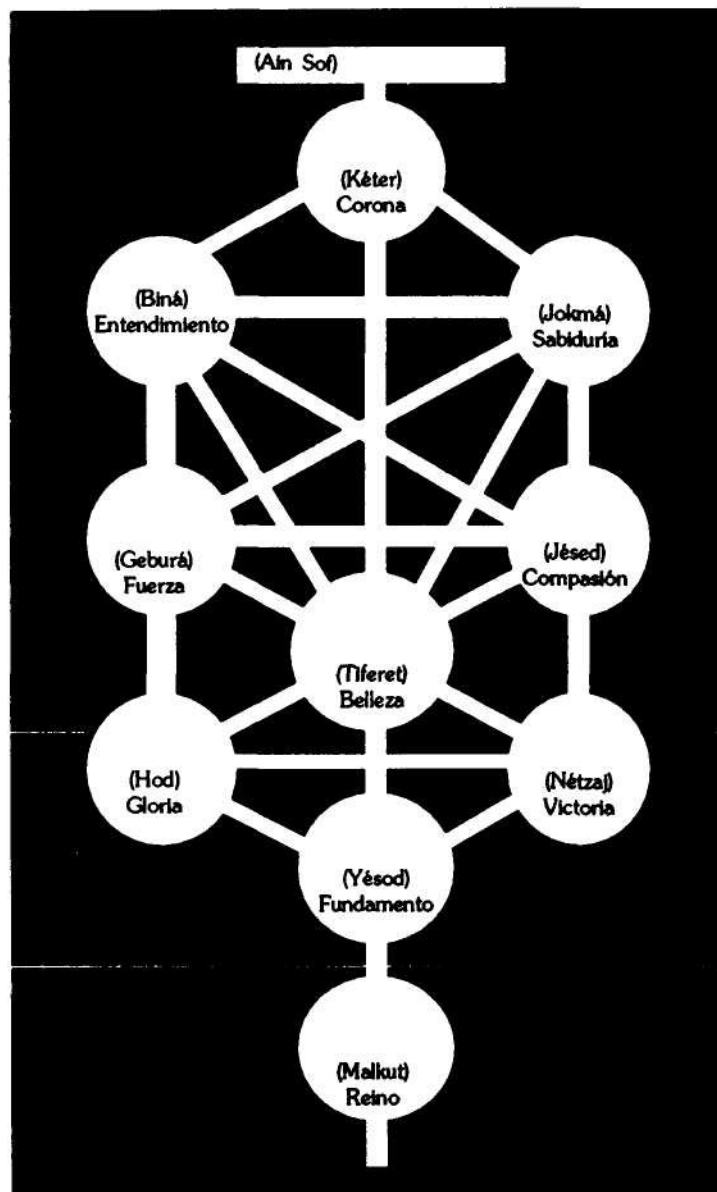 (Ain Sof)
(Kéter)
Corona
(Biná)
Entendimiento
(Jokmá)
Sabiduría
(Geburá)
Fuerza
(Jésed)
Compasión
(Tiferet)
Belleza
(Hod)
Gloria
(Nétzaj)
Victoria
(Yésod)
Fundamento
(Malkut)
Reino